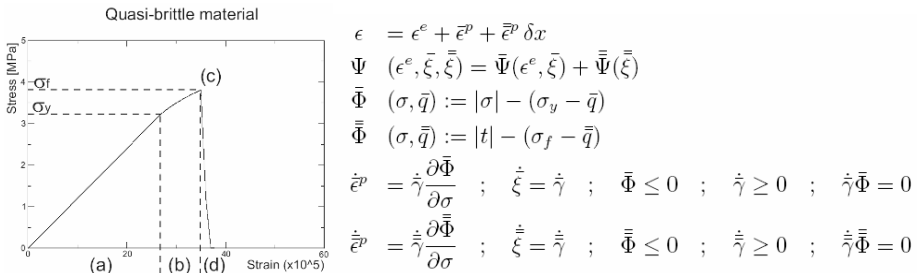 Quasi-brittle material
Stress [MPa]
5
4
3
2
1
0
σf
σy
(c)
0 20 40 60
(a) (b) (d) Strain (x10^5)
ϵ = ϵ^e + ϵ̄^p + ϵ̿^p δx
Ψ (ϵ^e, ξ̄, ξ̿) = Ψ̄(ϵ^e, ξ̄) + Ψ̿(ξ̿)
Φ̄ (σ, q̄) := |σ| − (σ_y − q̄)
Φ̿ (σ, q̿) := |t| − (σ_f − q̿)
ϵ̄̇^p = γ̄̇ ∂Φ̄/∂σ ; ξ̄̇ = γ̄̇ ; Φ̄ ≤ 0 ; γ̄̇ ≥ 0 ; γ̄̇Φ̄ = 0
ϵ̿̇^p = γ̿̇ ∂Φ̿/∂σ ; ξ̿̇ = γ̿̇ ; Φ̿ ≤ 0 ; γ̿̇ ≥ 0 ; γ̿̇Φ̿ = 0